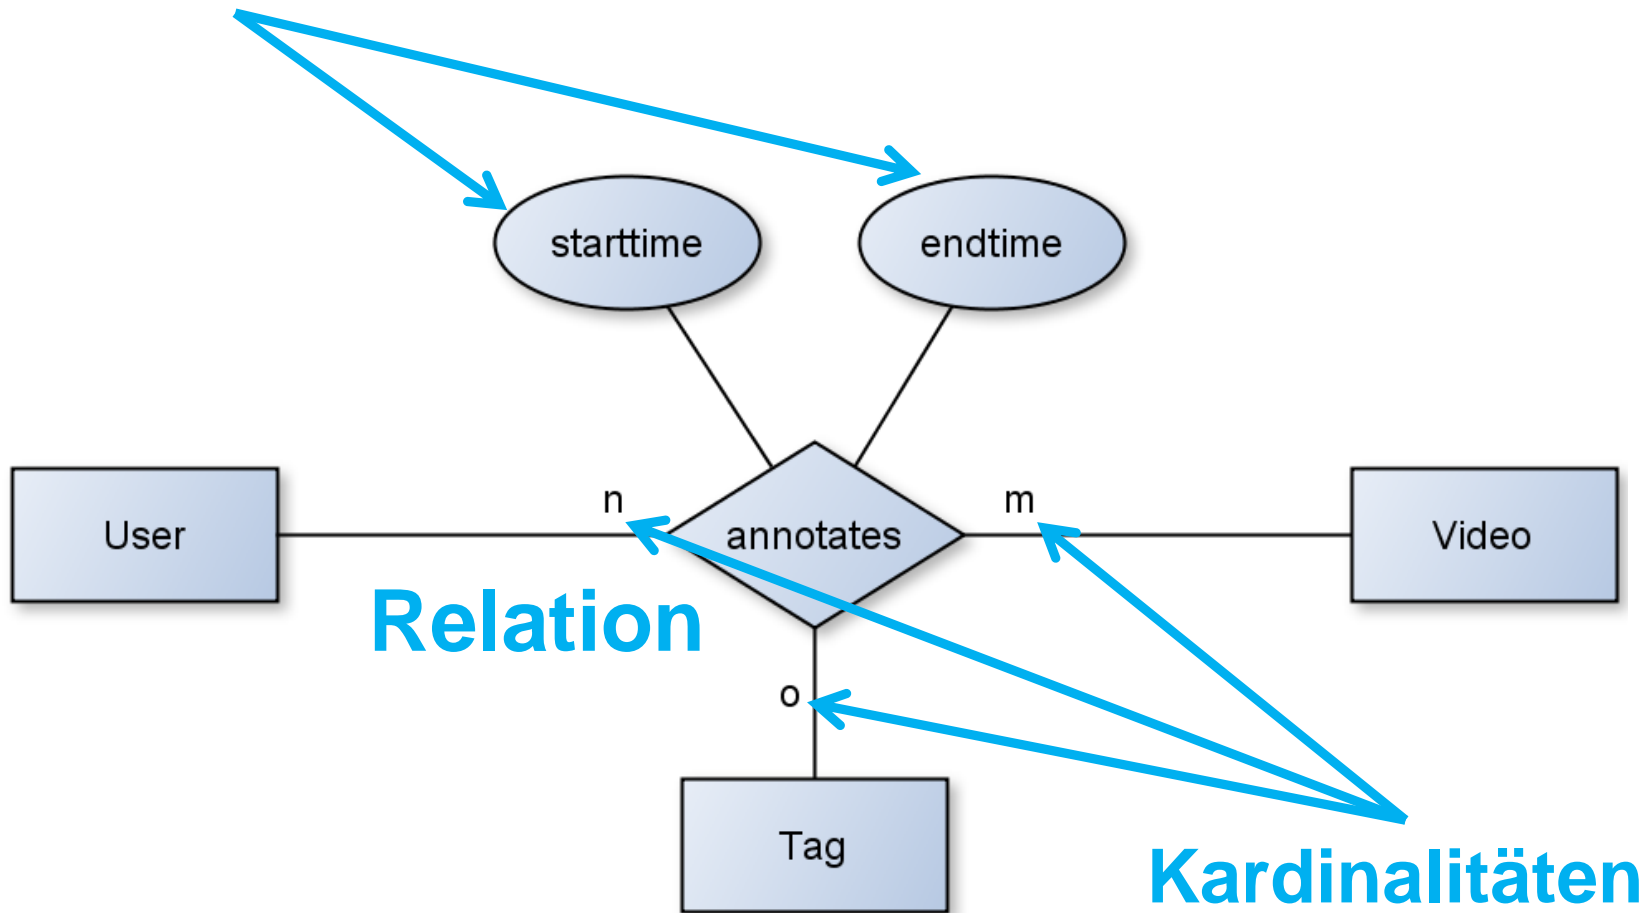 starttime
endtime
n
m
User
annotates
Video
Relation
o
Tag
Kardinalitäten